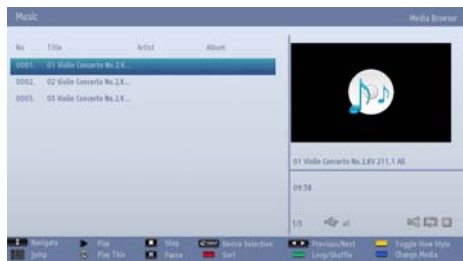 Music Media Browser
No Title Artist Album
0001. 01 Violin Concerto No.2,K...
0002. 02 Violin Concerto No.2,K...
0003. 03 Violin Concerto No.2,K...
01 Violin Concerto No.2,KV 211,1 All
09:58
1/3 all
Navigate Play Stop Device Selection Previous/Next Toggle View Style
Jump Play This Pause Sort Loop/Shuffle Change Media